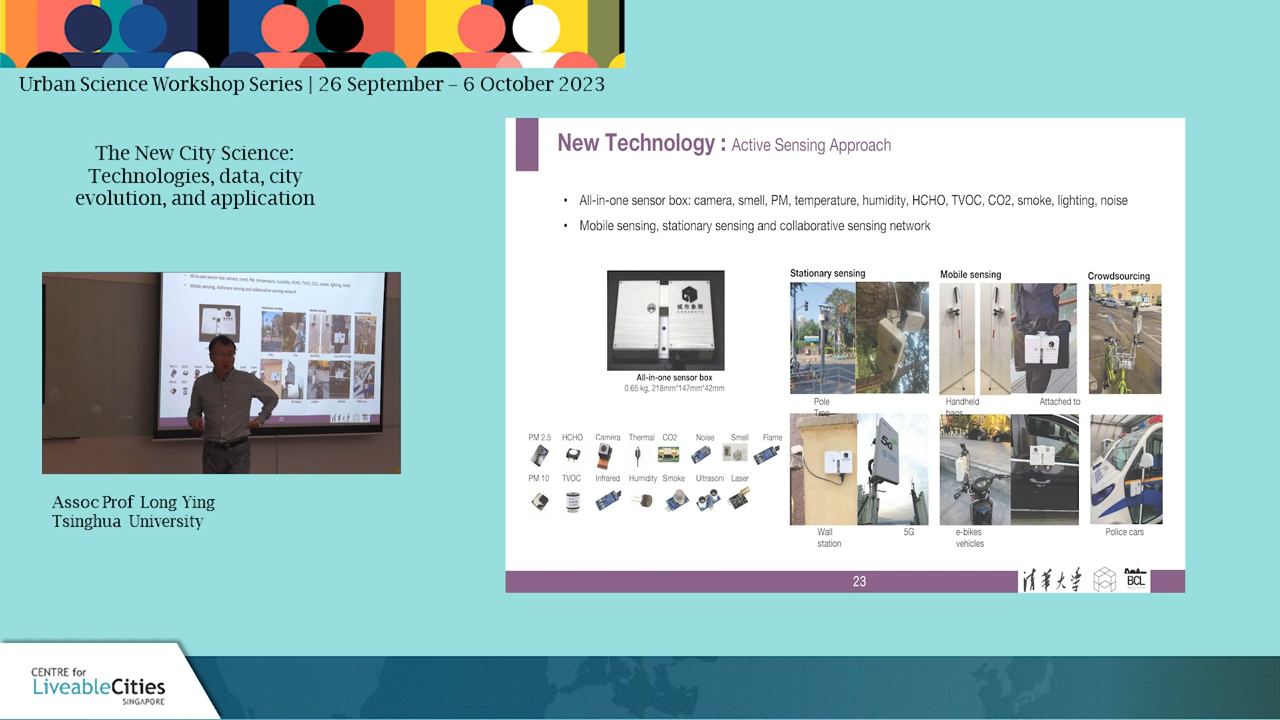 Urban Science Workshop Series | 26 September – 6 October 2023
The New City Science:
Technologies, data, city
evolution, and application
Assoc Prof Long Ying
Tsinghua University
New Technology : Active Sensing Approach
• All-in-one sensor box: camera, smell, PM, temperature, humidity, HCHO, TVOC, CO2, smoke, lighting, noise
• Mobile sensing, stationary sensing and collaborative sensing network
城市象限
All-in-one sensor box
0.65 kg, 218mm*147mm*42mm
PM 2.5 HCHO Camera Thermal CO2 Noise Smell Flame
PM 10 TVOC Infrared Humidity Smoke Ultrasoni Laser
Stationary sensing Mobile sensing Crowdsourcing
Pole Handheld Attached to
Tree bags
5G
Wall 5G e-bikes Police cars
station vehicles
23
清华大学
BCL
CENTRE for
LiveableCities
SINGAPORE